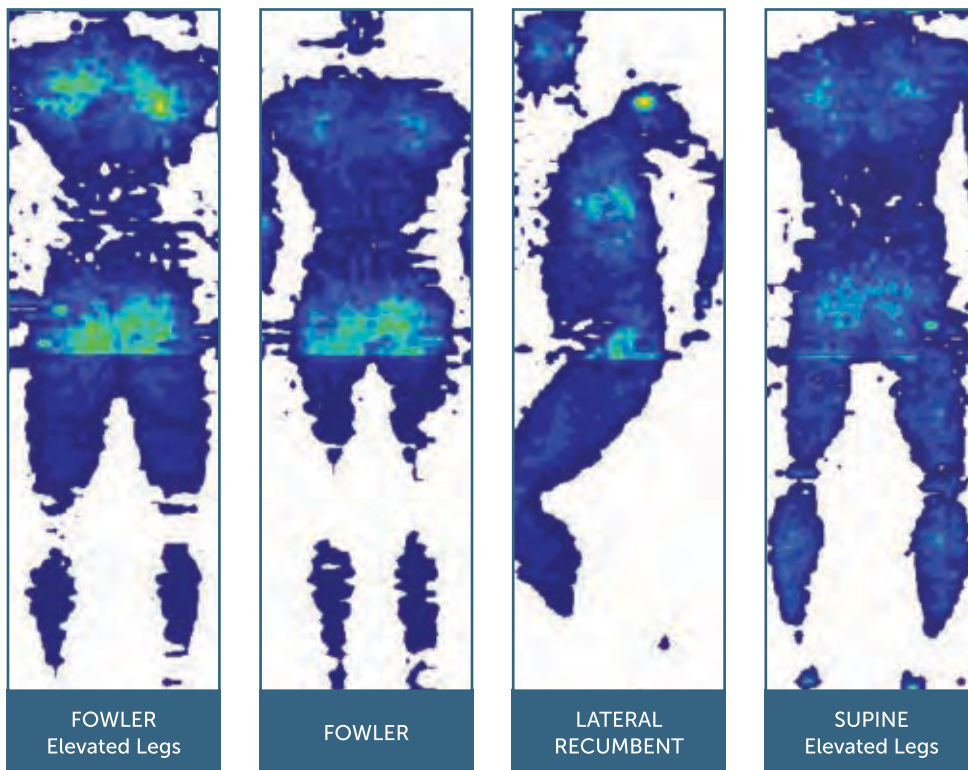 FOWLER
Elevated Legs
FOWLER
LATERAL
RECUMBENT
SUPINE
Elevated Legs